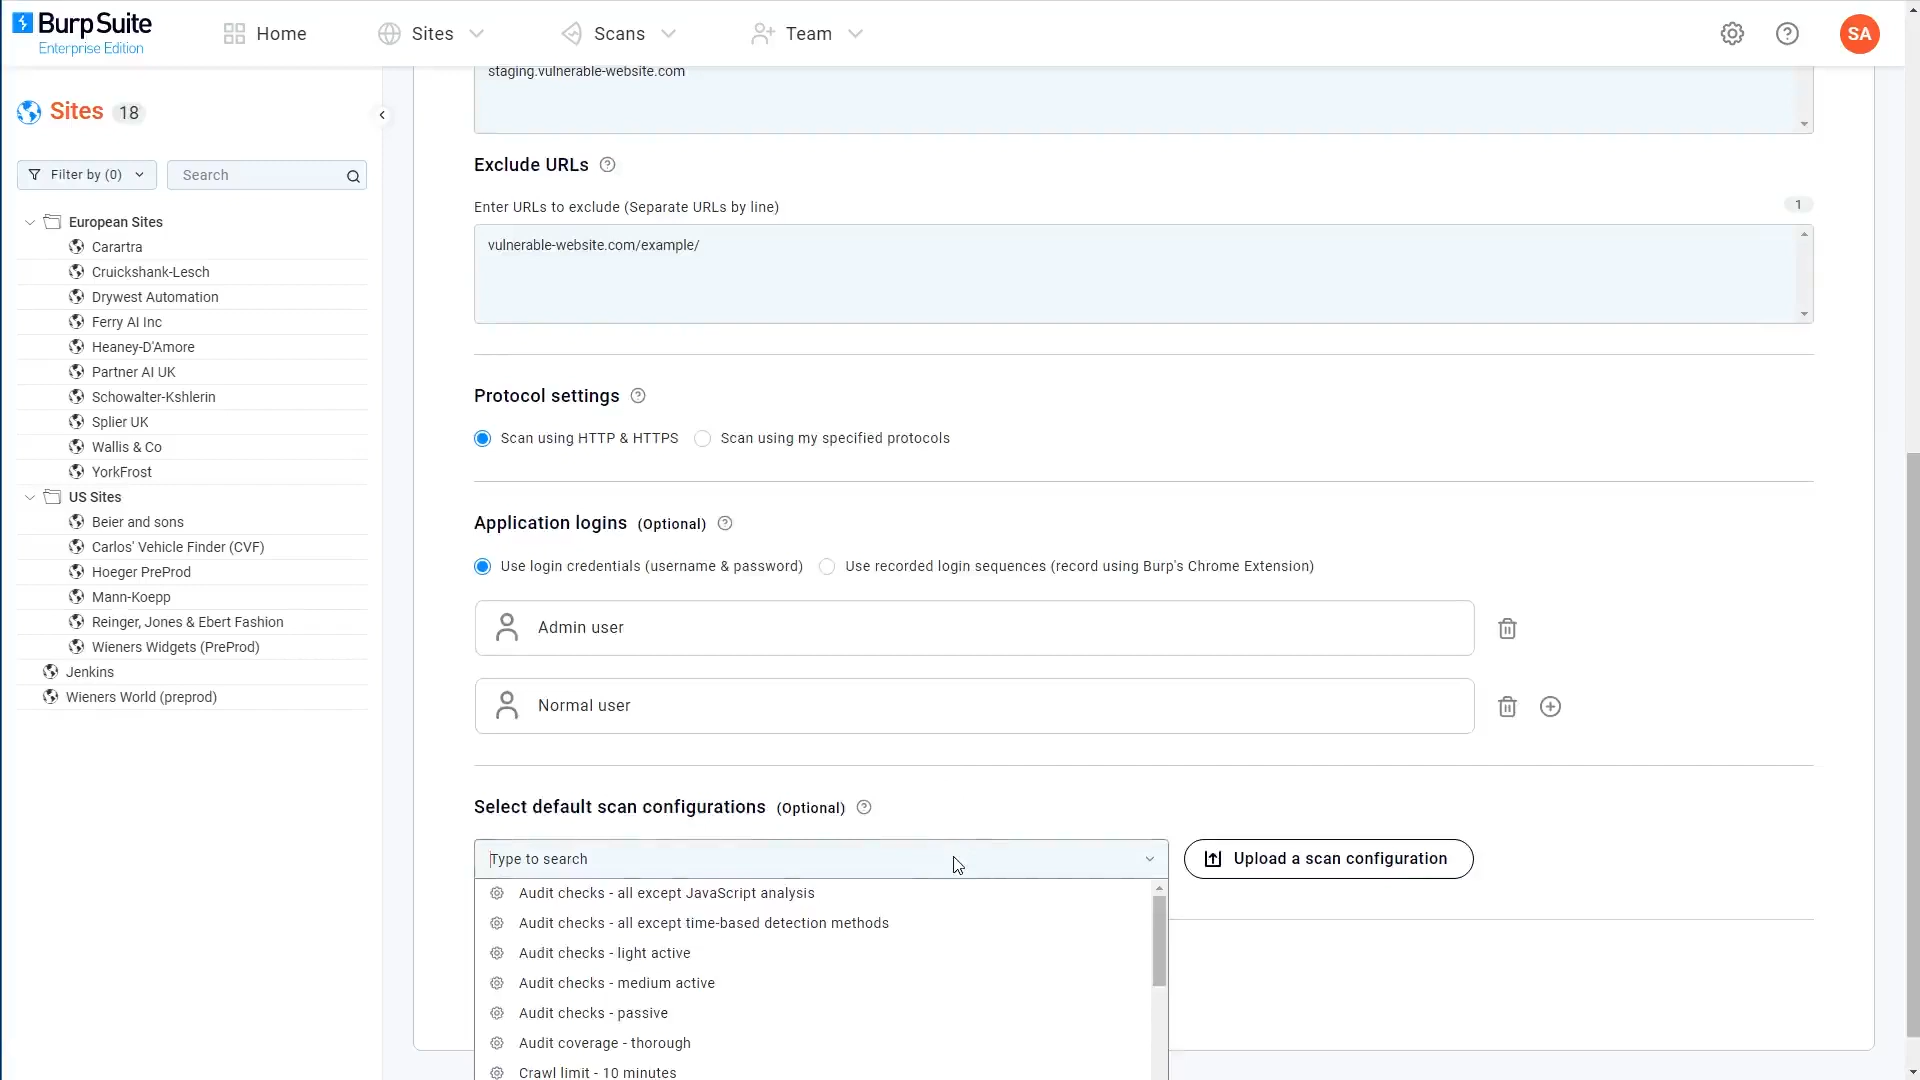 Burp Suite
Enterprise Edition
Home
Sites
Scans
Team
SA
Sites 18
Filter by (0)
Search
European Sites
Carartra
Cruickshank-Lesch
Drywest Automation
Ferry AI Inc
Heaney-D'Amore
Partner AI UK
Schowalter-Kshlerin
Splier UK
Wallis & Co
YorkFrost
US Sites
Beier and sons
Carlos' Vehicle Finder (CVF)
Hoeger PreProd
Mann-Koepp
Reinger, Jones & Ebert Fashion
Wieners Widgets (PreProd)
Jenkins
Wieners World (preprod)
staging.vulnerable-website.com
Exclude URLs
Enter URLs to exclude (Separate URLs by line)
1
vulnerable-website.com/example/
Protocol settings
Scan using HTTP & HTTPS
Scan using my specified protocols
Application logins (Optional)
Use login credentials (username & password)
Use recorded login sequences (record using Burp's Chrome Extension)
Admin user
Normal user
Select default scan configurations (Optional)
Type to search
Upload a scan configuration
Audit checks - all except JavaScript analysis
Audit checks - all except time-based detection methods
Audit checks - light active
Audit checks - medium active
Audit checks - passive
Audit coverage - thorough
Crawl limit - 10 minutes